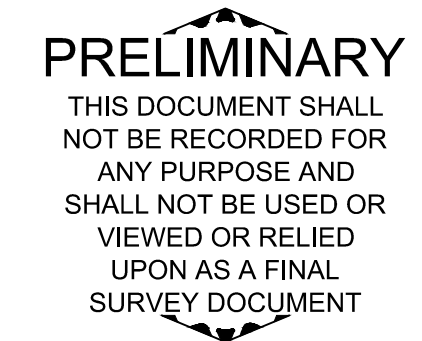 PRELIMINARY
THIS DOCUMENT SHALL
NOT BE RECORDED FOR
ANY PURPOSE AND
SHALL NOT BE USED OR
VIEWED OR RELIED
UPON AS A FINAL
SURVEY DOCUMENT